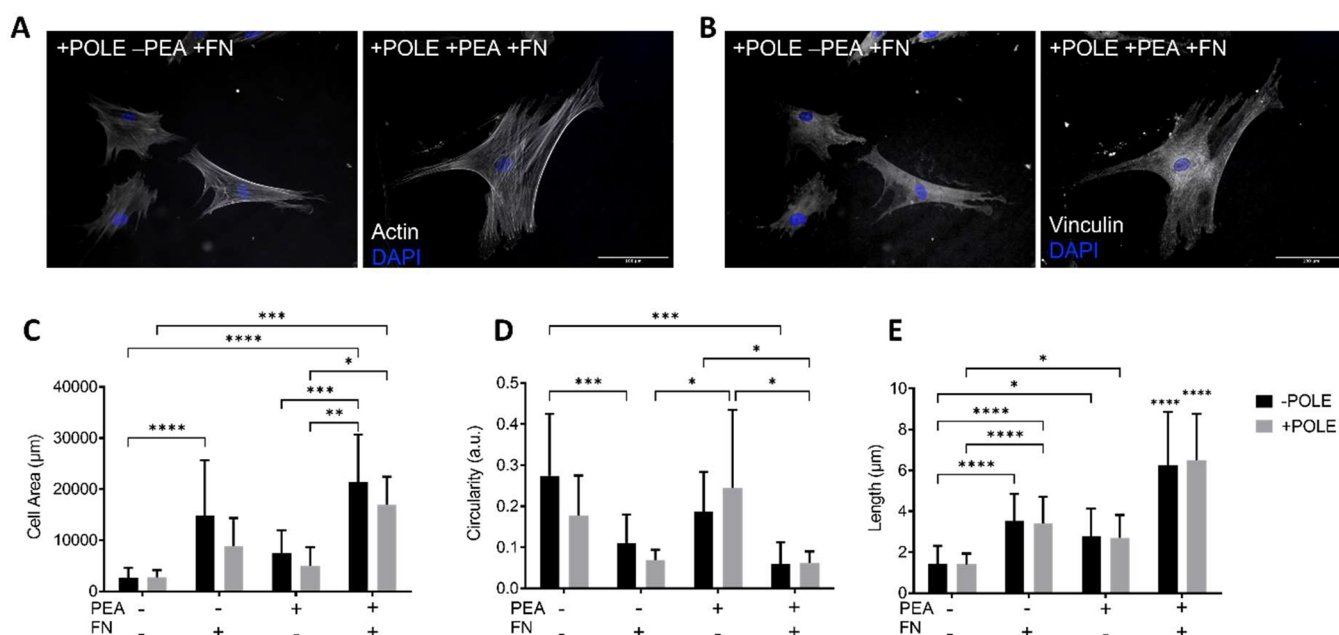 A
+POLE –PEA +FN
+POLE +PEA +FN
Actin
DAPI
B
+POLE –PEA +FN
+POLE +PEA +FN
Vinculin
DAPI
C
***
****
*
***
**
****
40000
30000
20000
10000
0
Cell Area (μm)
PEA - - + +
FN - + - +
D
***
*
***
*
*
0.5
0.4
0.3
0.2
0.1
0.0
Circularity (a.u.)
PEA - - + +
FN - + - +
E
*
*
****
****
****
****
****
10
8
6
4
2
0
Length (μm)
PEA - - + +
FN - + - +
-POLE
+POLE